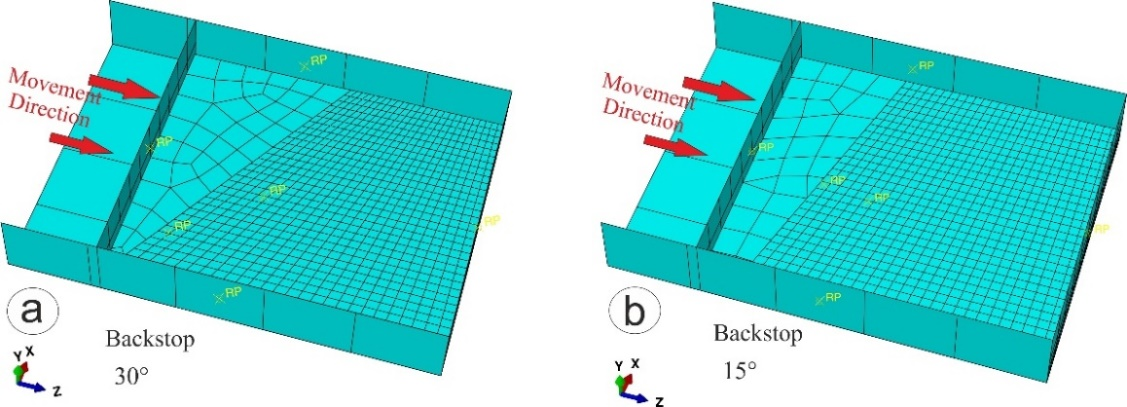 Movement
Direction
RP
RP
RP
RP
RP
RP
a
Backstop
30°
Y X
Z
Movement
Direction
RP
RP
RP
RP
RP
RP
b
Backstop
15°
Y X
Z